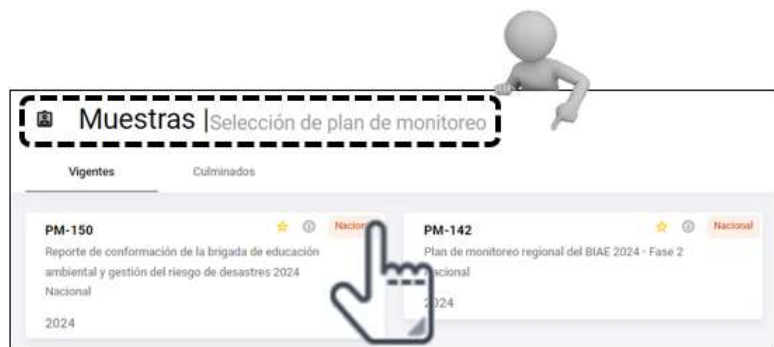 Muestras |Selección de plan de monitoreo
Vigentes
Culminados
PM-150
Nacional
Reporte de conformación de la brigada de educación
ambiental y gestión del riesgo de desastres 2024
Nacional
2024
PM-142
Nacional
Plan de monitoreo regional del BIAE 2024 - Fase 2
Nacional
2024